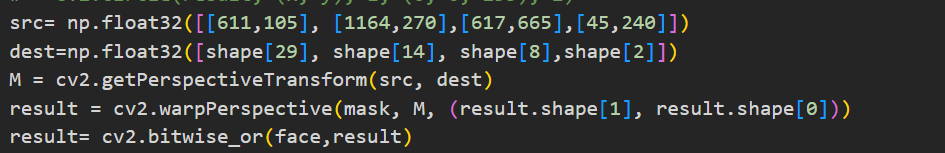 src= np.float32([[611,105], [1164,270],[617,665],[45,240]])
dest=np.float32([shape[29], shape[14], shape[8],shape[2]])
M = cv2.getPerspectiveTransform(src, dest)
result = cv2.warpPerspective(mask, M, (result.shape[1], result.shape[0]))
result= cv2.bitwise_or(face,result)